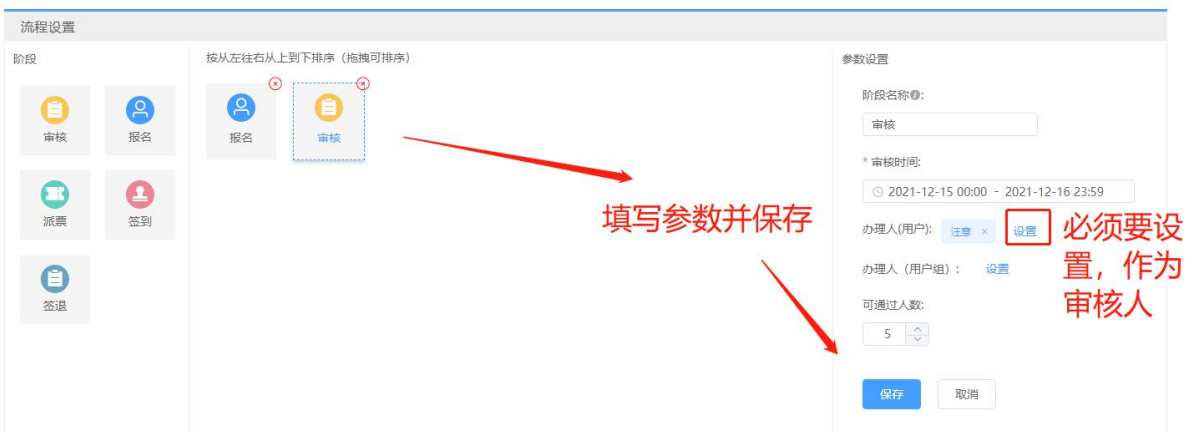 流程设置
阶段
审核
报名
派票
签到
签退
按从左往右从上到下排序（拖拽可排序）
报名
审核
填写参数并保存
参数设置
阶段名称:
审核
* 审核时间:
2021-12-15 00:00 - 2021-12-16 23:59
办理人(用户): 注意 × 设置
必须要设
置，作为
审核人
办理人（用户组）: 设置
可通过人数:
5
保存 取消